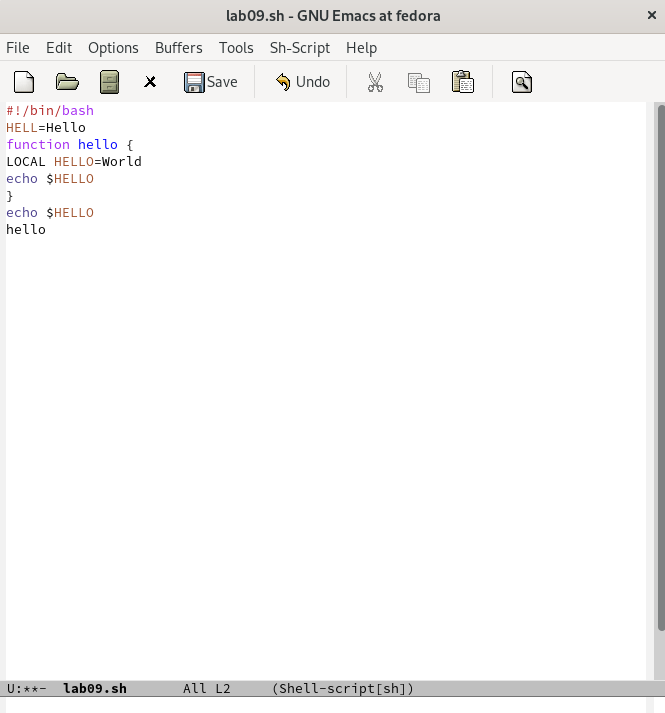 lab09.sh - GNU Emacs at fedora ×
File Edit Options Buffers Tools Sh-Script Help
Save Undo
#!/bin/bash
HELL=Hello
function hello {
LOCAL HELLO=World
echo $HELLO
}
echo $HELLO
hello
U:**- lab09.sh All L2 (Shell-script[sh])